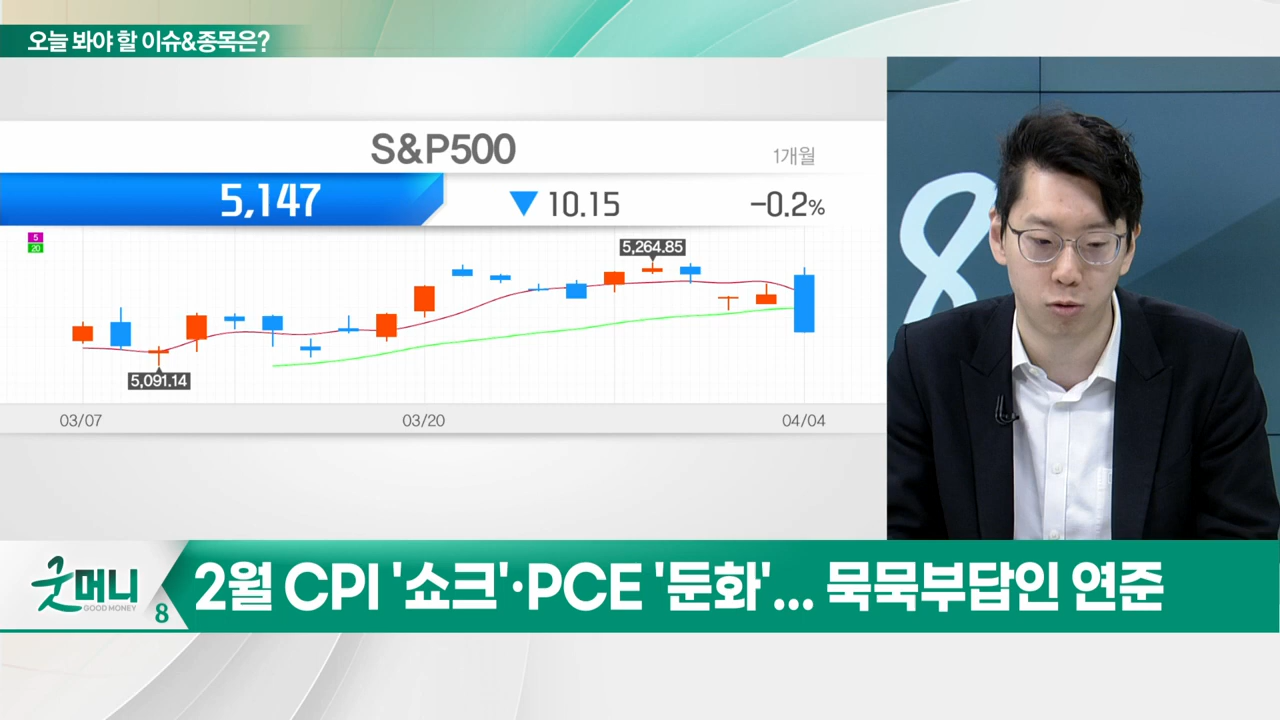 오늘 봐야 할 이슈&종목은?
S&P500
1개월
5,147
▼ 10.15
-0.2%
5
20
5,264.85
5,091.14
03/07
03/20
04/04
굿머니
GOOD MONEY
8
2월 CPI '쇼크'·PCE '둔화'... 묵묵부답인 연준
8